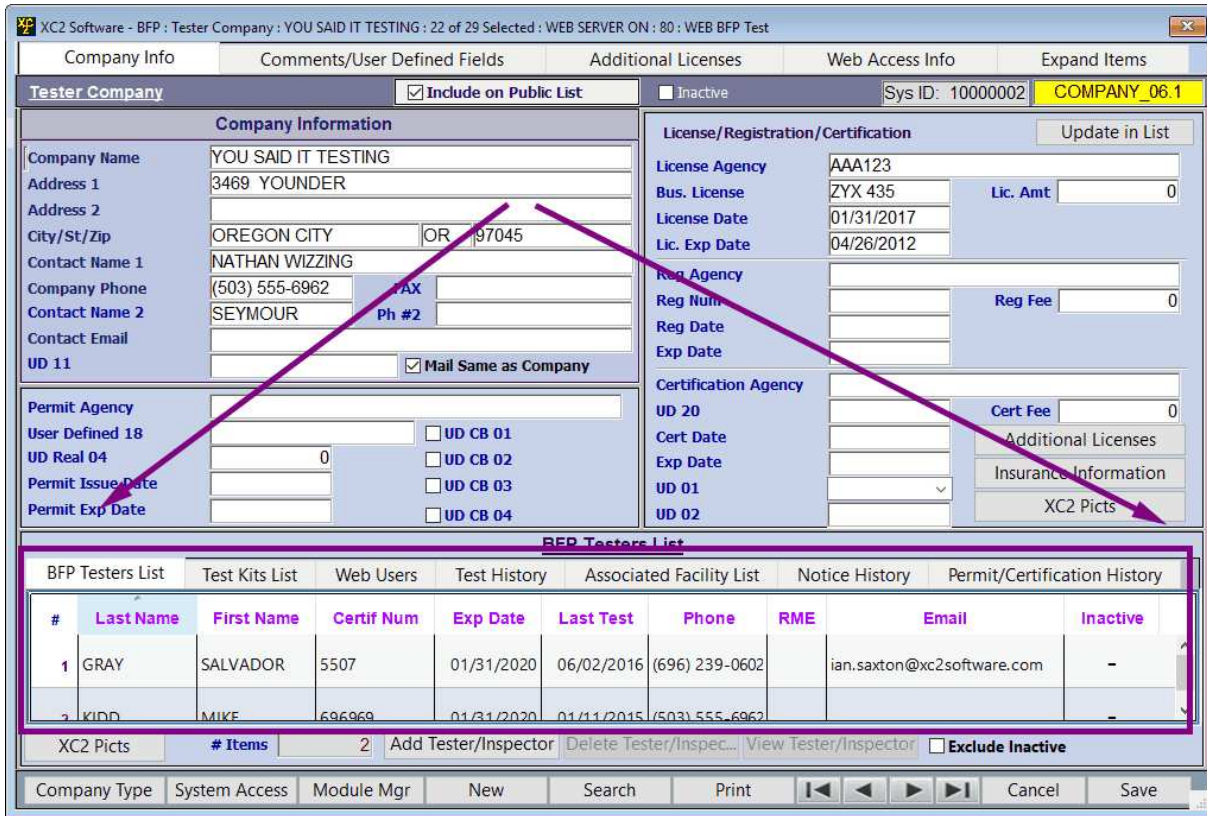 XC2 Software - BFP : Tester Company : YOU SAID IT TESTING : 22 of 29 Selected : WEB SERVER ON : 80 : WEB BFP Test
Company Info Comments/User Defined Fields Additional Licenses Web Access Info Expand Items
Tester Company Include on Public List Inactive Sys ID: 10000002 COMPANY_06.1
Company Information
Company Name YOU SAID IT TESTING
Address 1 3469 YOUNDER
Address 2
City/St/Zip OREGON CITY OR 97045
Contact Name 1 NATHAN WIZZING
Company Phone (503) 555-6962 FAX
Contact Name 2 SEYMOUR Ph #2
Contact Email
UD 11 Mail Same as Company
Permit Agency
User Defined 18 UD CB 01
UD Real 04 0 UD CB 02
Permit Issue Date UD CB 03
Permit Exp Date UD CB 04
License/Registration/Certification Update in List
License Agency AAA123
Bus. License ZYX 435 Lic. Amt 0
License Date 01/31/2017
Lic. Exp Date 04/26/2012
Reg Agency
Reg Num Reg Fee 0
Reg Date
Exp Date
Certification Agency
UD 20 Cert Fee 0
Cert Date Additional Licenses
Exp Date Insurance Information
UD 01
UD 02 XC2 Picts
BFP Testers List
BFP Testers List Test Kits List Web Users Test History Associated Facility List Notice History Permit/Certification History
# Last Name First Name Certif Num Exp Date Last Test Phone RME Email Inactive
1 GRAY SALVADOR 5507 01/31/2020 06/02/2016 (696) 239-0602 ian.saxton@xc2software.com -
2 KIDD MIKE 696969 01/31/2020 01/11/2015 (503) 555-6962 -
XC2 Picts # Items 2 Add Tester/Inspector Delete Tester/Inspec... View Tester/Inspector Exclude Inactive
Company Type System Access Module Mgr New Search Print Cancel Save